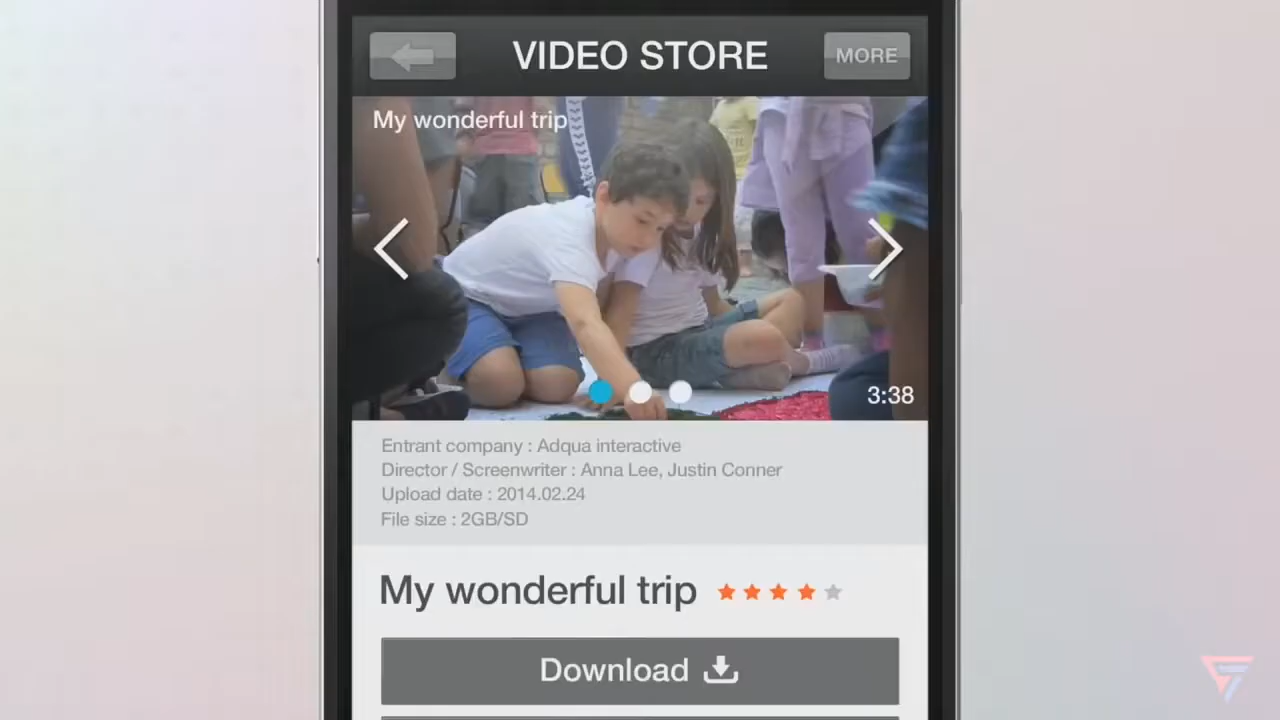 VIDEO STORE
MORE
My wonderful trip
3:38
Entrant company : Adqua interactive
Director / Screenwriter : Anna Lee, Justin Conner
Upload date : 2014.02.24
File size : 2GB/SD
My wonderful trip
Download